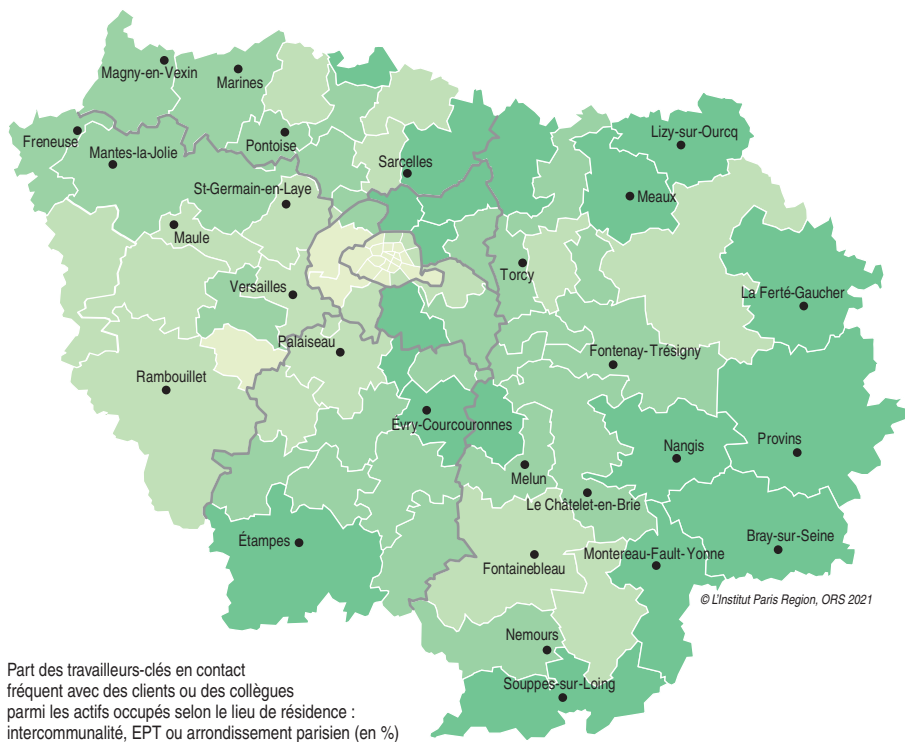 Magny-en-Vexin
Marines
Freneuse
Mantes-la-Jolie
Pontoise
Sarcelles
Lizy-sur-Ourcq
Meaux
St-Germain-en-Laye
Maule
Torcy
La Ferté-Gaucher
Versailles
Palaiseau
Fontenay-Trésigny
Rambouillet
Évry-Courcouronnes
Nangis
Provins
Melun
Le Châtelet-en-Brie
Étampes
Bray-sur-Seine
Montereau-Fault-Yonne
Fontainebleau
© L'Institut Paris Region, ORS 2021
Nemours
Souppes-sur-Loing
Part des travailleurs-clés en contact
fréquent avec des clients ou des collègues
parmi les actifs occupés selon le lieu de résidence :
intercommunalité, EPT ou arrondissement parisien (en %)